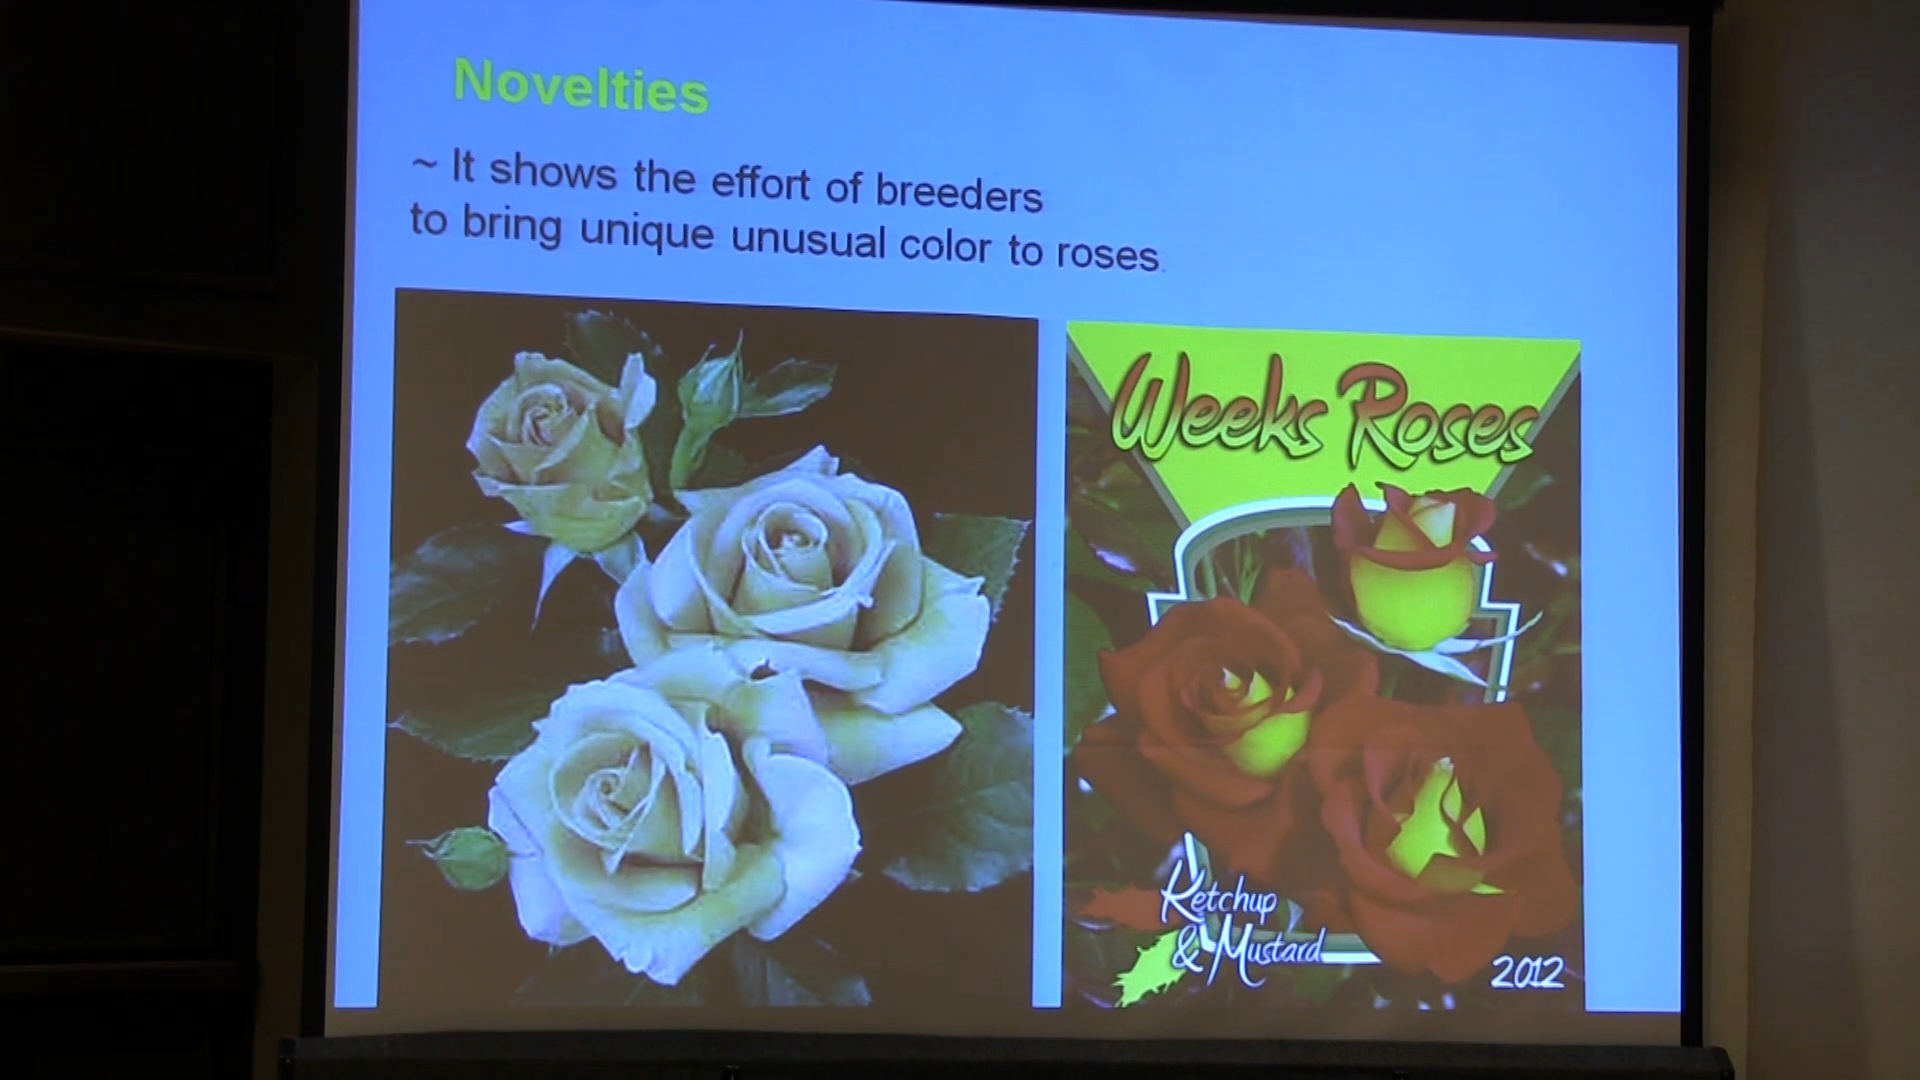 Novelties
~ It shows the effort of breeders
to bring unique unusual color to roses.
Weeks Roses
Ketchup
& Mustard
2012